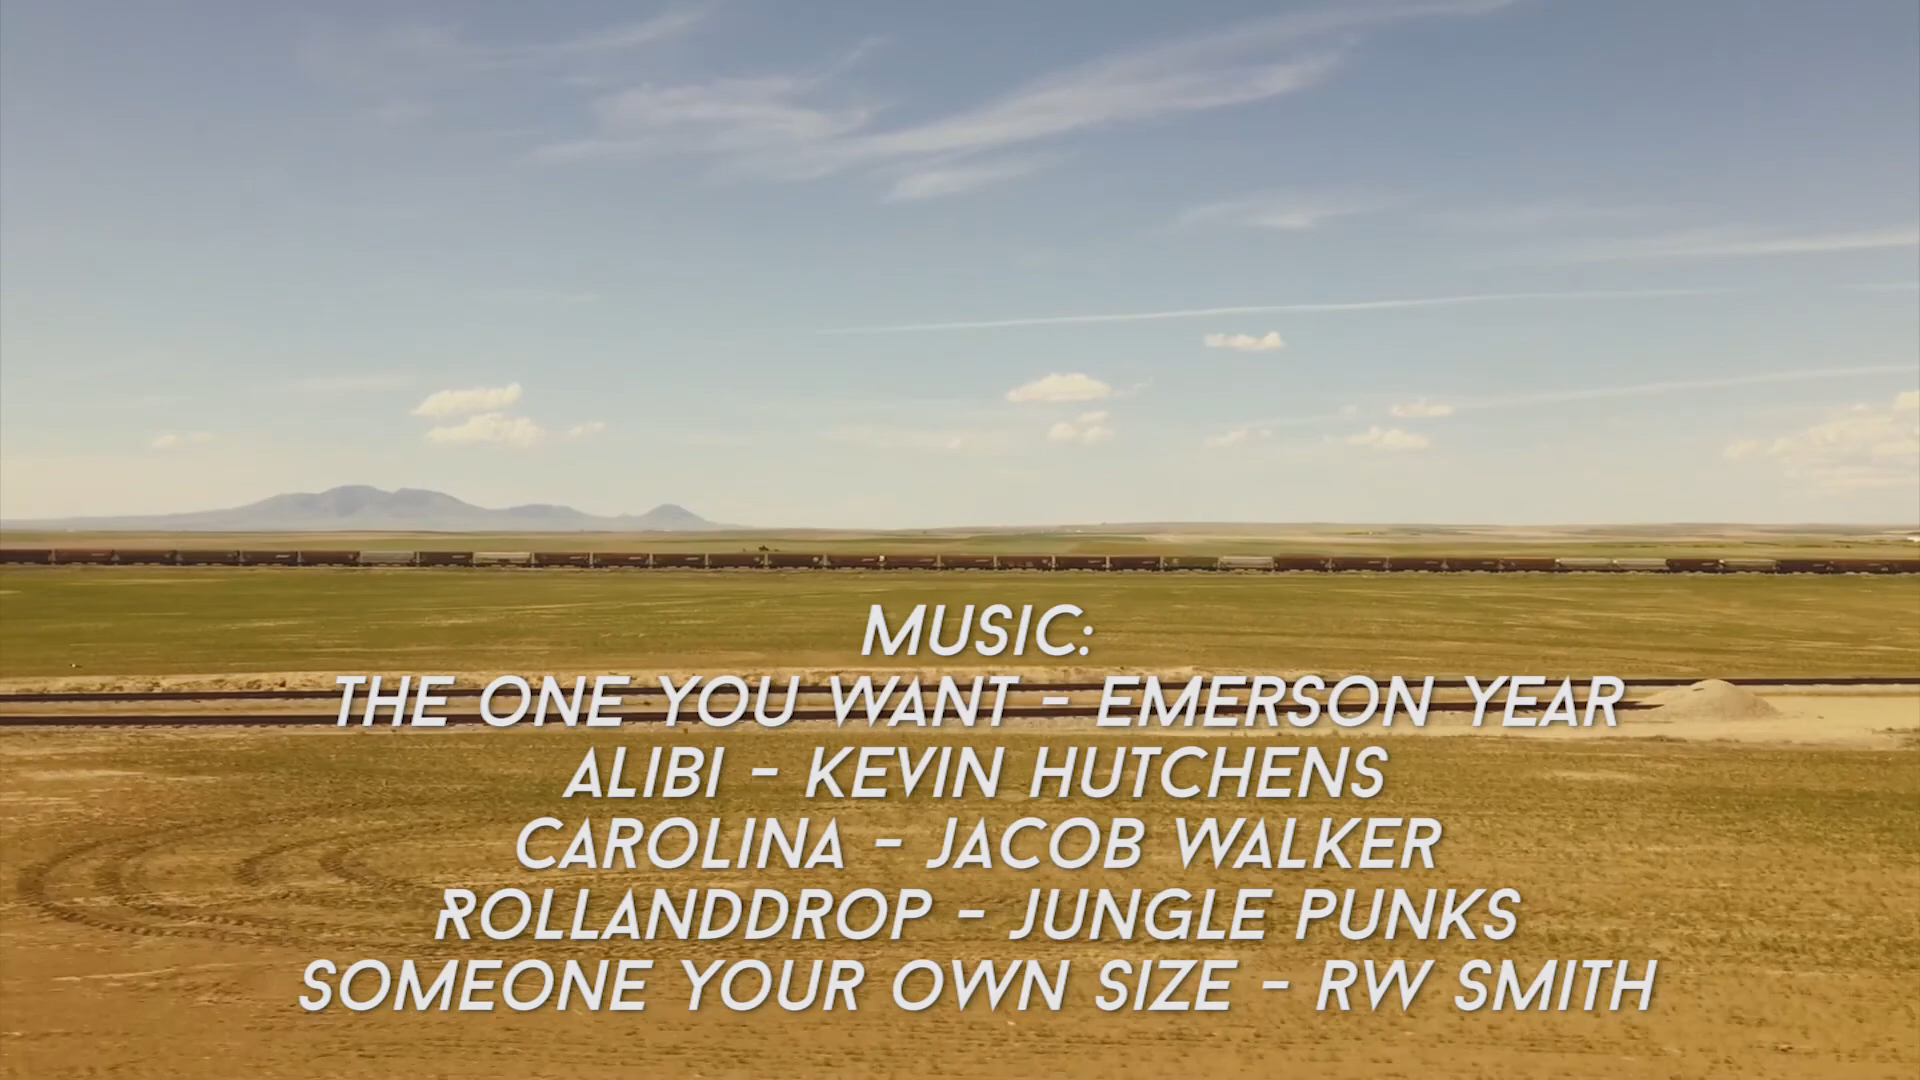 MUSIC:
THE ONE YOU WANT - EMERSON YEAR
ALIBI - KEVIN HUTCHENS
CAROLINA - JACOB WALKER
ROLLANDDROP - JUNGLE PUNKS
SOMEONE YOUR OWN SIZE - RW SMITH